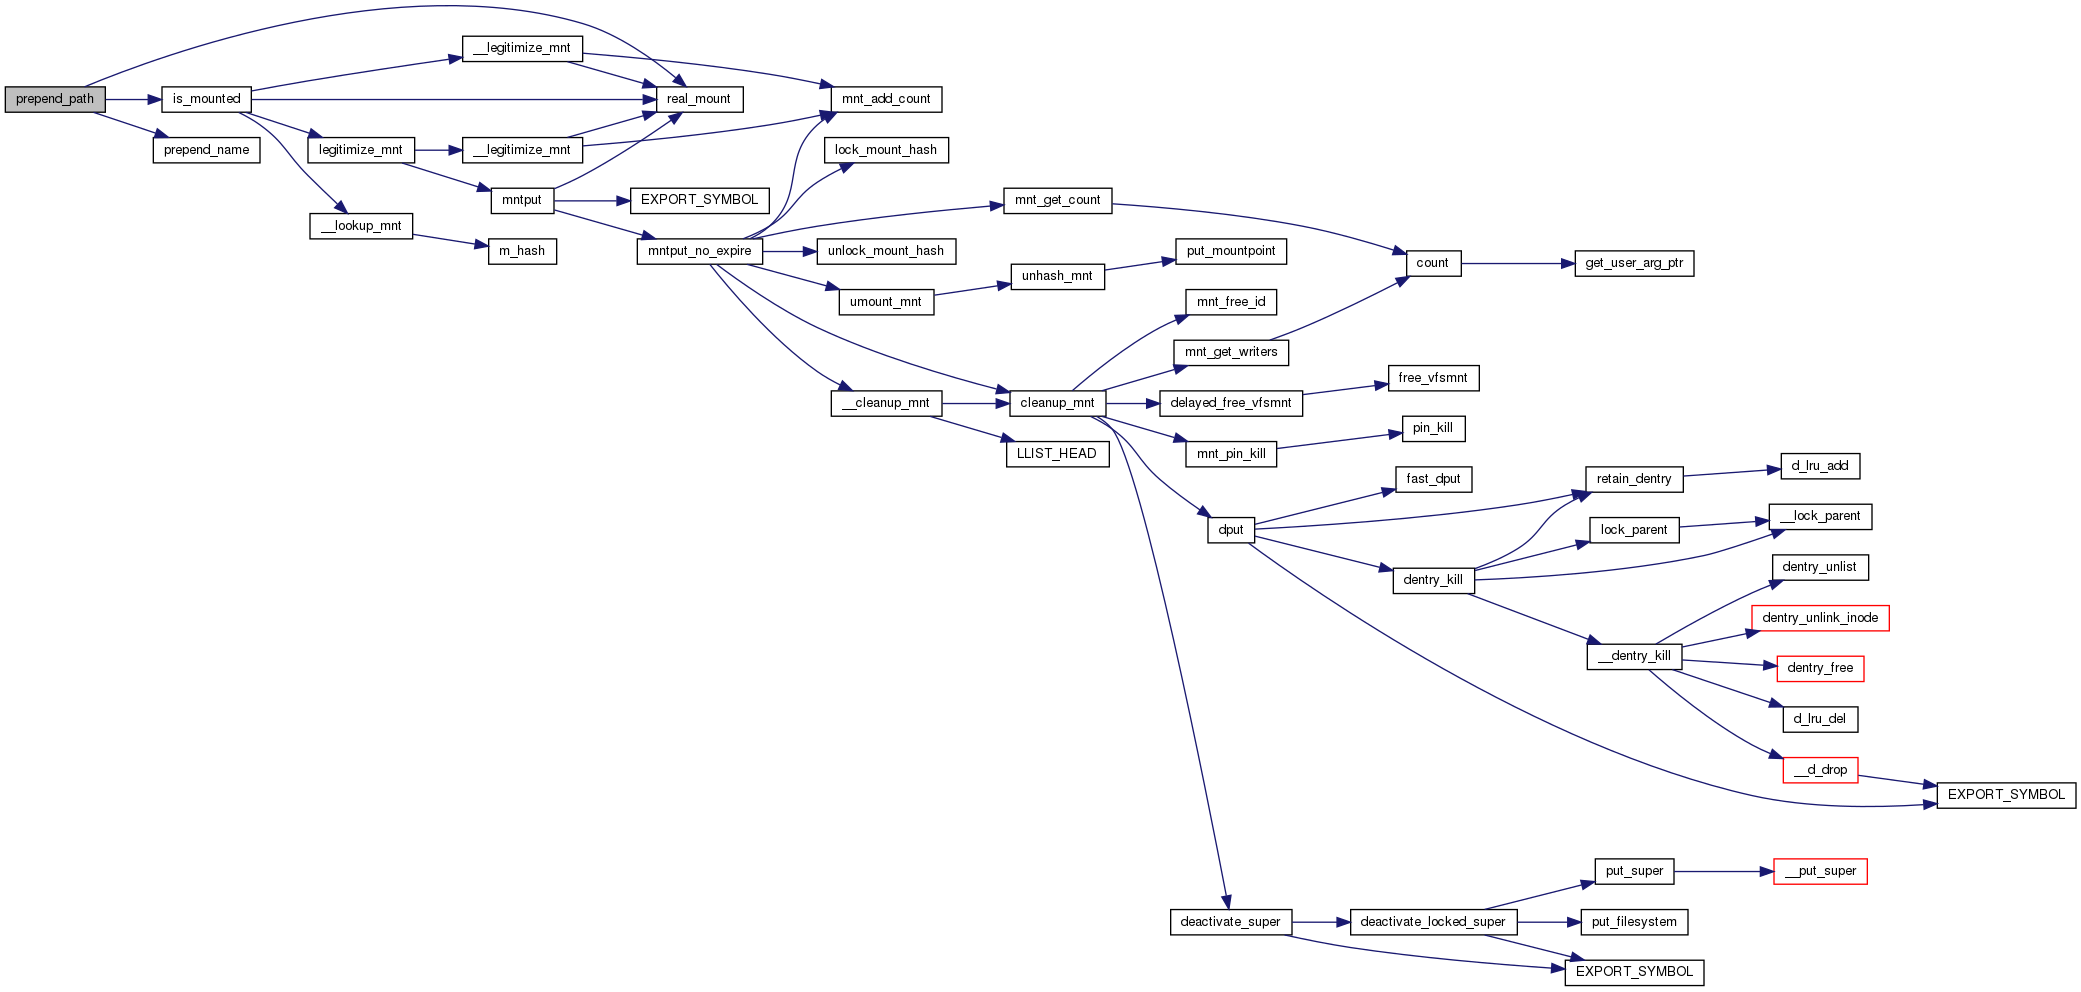 prepend_path
is_mounted
prepend_name
__legitimize_mnt
legitimize_mnt
__legitimize_mnt
__lookup_mnt
m_hash
mntput
real_mount
EXPORT_SYMBOL
mntput_no_expire
mnt_add_count
lock_mount_hash
unlock_mount_hash
umount_mnt
__cleanup_mnt
mnt_get_count
unhash_mnt
put_mountpoint
cleanup_mnt
LLIST_HEAD
mnt_free_id
mnt_get_writers
delayed_free_vfsmnt
mnt_pin_kill
count
get_user_arg_ptr
free_vfsmnt
pin_kill
dput
fast_dput
dentry_kill
retain_dentry
d_lru_add
lock_parent
__lock_parent
__dentry_kill
dentry_unlist
dentry_unlink_inode
dentry_free
d_lru_del
__d_drop
EXPORT_SYMBOL
deactivate_super
deactivate_locked_super
put_super
__put_super
put_filesystem
EXPORT_SYMBOL